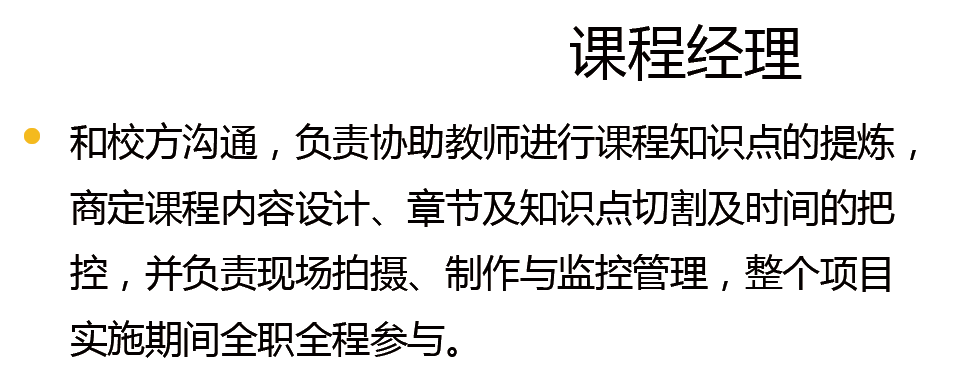 课程经理
和校方沟通，负责协助教师进行课程知识点的提炼，
商定课程内容设计、章节及知识点切割及时间的把
控，并负责现场拍摄、制作与监控管理，整个项目
实施期间全职全程参与。